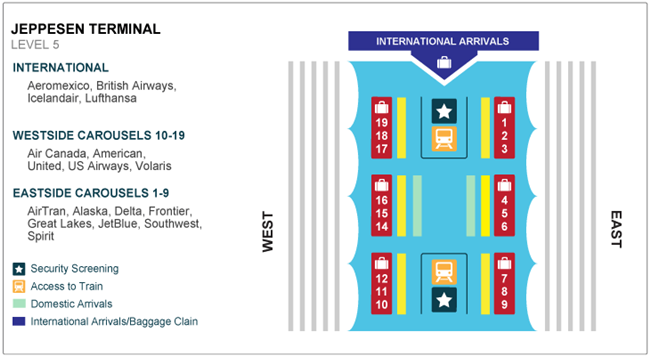 JEPPESEN TERMINAL
LEVEL 5
INTERNATIONAL
Aeromexico, British Airways,
Icelandair, Lufthansa
WESTSIDE CAROUSELS 10-19
Air Canada, American,
United, US Airways, Volaris
EASTSIDE CAROUSELS 1-9
AirTran, Alaska, Delta, Frontier,
Great Lakes, JetBlue, Southwest,
Spirit
Security Screening
Access to Train
Domestic Arrivals
International Arrivals/Baggage Clain
INTERNATIONAL ARRIVALS
WEST
19
18
17
16
15
14
12
11
10
1
2
3
4
5
6
7
8
9
EAST